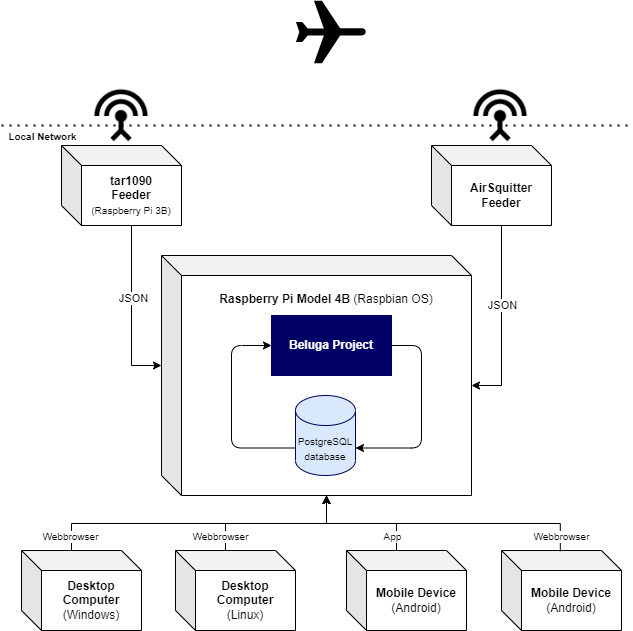 Local Network
tar1090
Feeder
(Raspberry Pi 3B)
AirSquitter
Feeder
JSON
JSON
Raspberry Pi Model 4B (Raspbian OS)
Beluga Project
PostgreSQL
database
Webbrowser
Webbrowser
App
Webbrowser
Desktop
Computer
(Windows)
Desktop
Computer
(Linux)
Mobile Device
(Android)
Mobile Device
(Android)